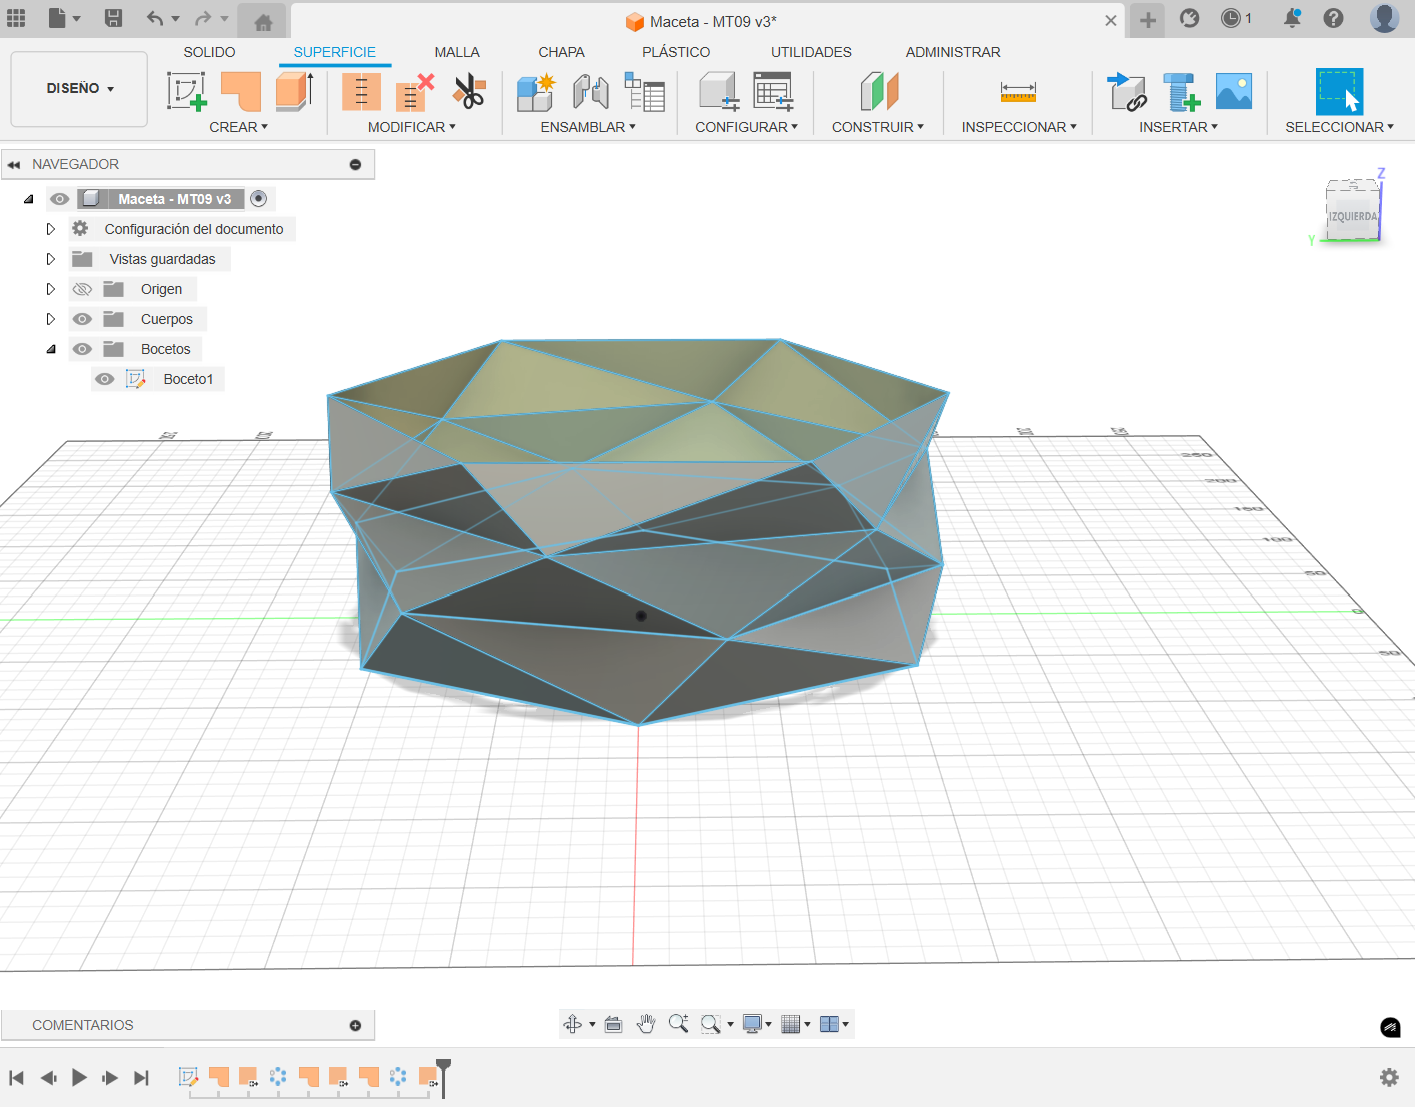 Maceta - MT09 v3*
1
DISEÑO
SOLIDO
SUPERFICIE
MALLA
CHAPA
PLÁSTICO
UTILIDADES
ADMINISTRAR
CREAR
MODIFICAR
ENSAMBLAR
CONFIGURAR
CONSTRUIR
INSPECCIONAR
INSERTAR
SELECCIONAR
NAVEGADOR
Maceta - MT09 v3
Configuración del documento
Vistas guardadas
Origen
Cuerpos
Bocetos
Boceto1
Z
IZQUIERDA
Y
250
200
150
100
50
0
50
COMENTARIOS